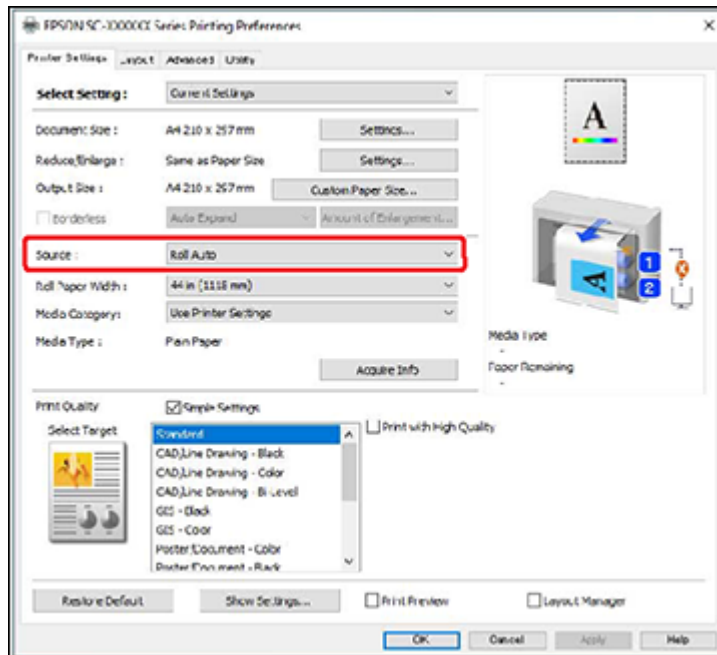 EPSON SC-XXXXXX Series Printing Preferences
Printer Settings Layout Advanced Utility
Select Setting : Current Settings
Document Size : A4 210 x 297 mm Settings...
Reduce/Enlarge : Same as Paper Size Settings...
Output Size : A4 210 x 297 mm Custom Paper Size...
Borderless Auto Expand Amount of Enlargement...
Source : Roll Auto
Roll Paper Width : 44 in (1118 mm)
Media Category: Use Printer Settings
Media Type : Plain Paper
Acquire Info
A
A
1
2
Media Type
-
Paper Remaining
-
Print Quality Simple Settings
Select Target
Standard
CAD/Line Drawing - Black
CAD/Line Drawing - Color
CAD/Line Drawing - Bi-Level
GIS - Black
GIS - Color
Poster/Document - Color
Poster/Document - Black
Print with High Quality
Restore Default Show Settings... Print Preview Layout Manager
OK Cancel Apply Help